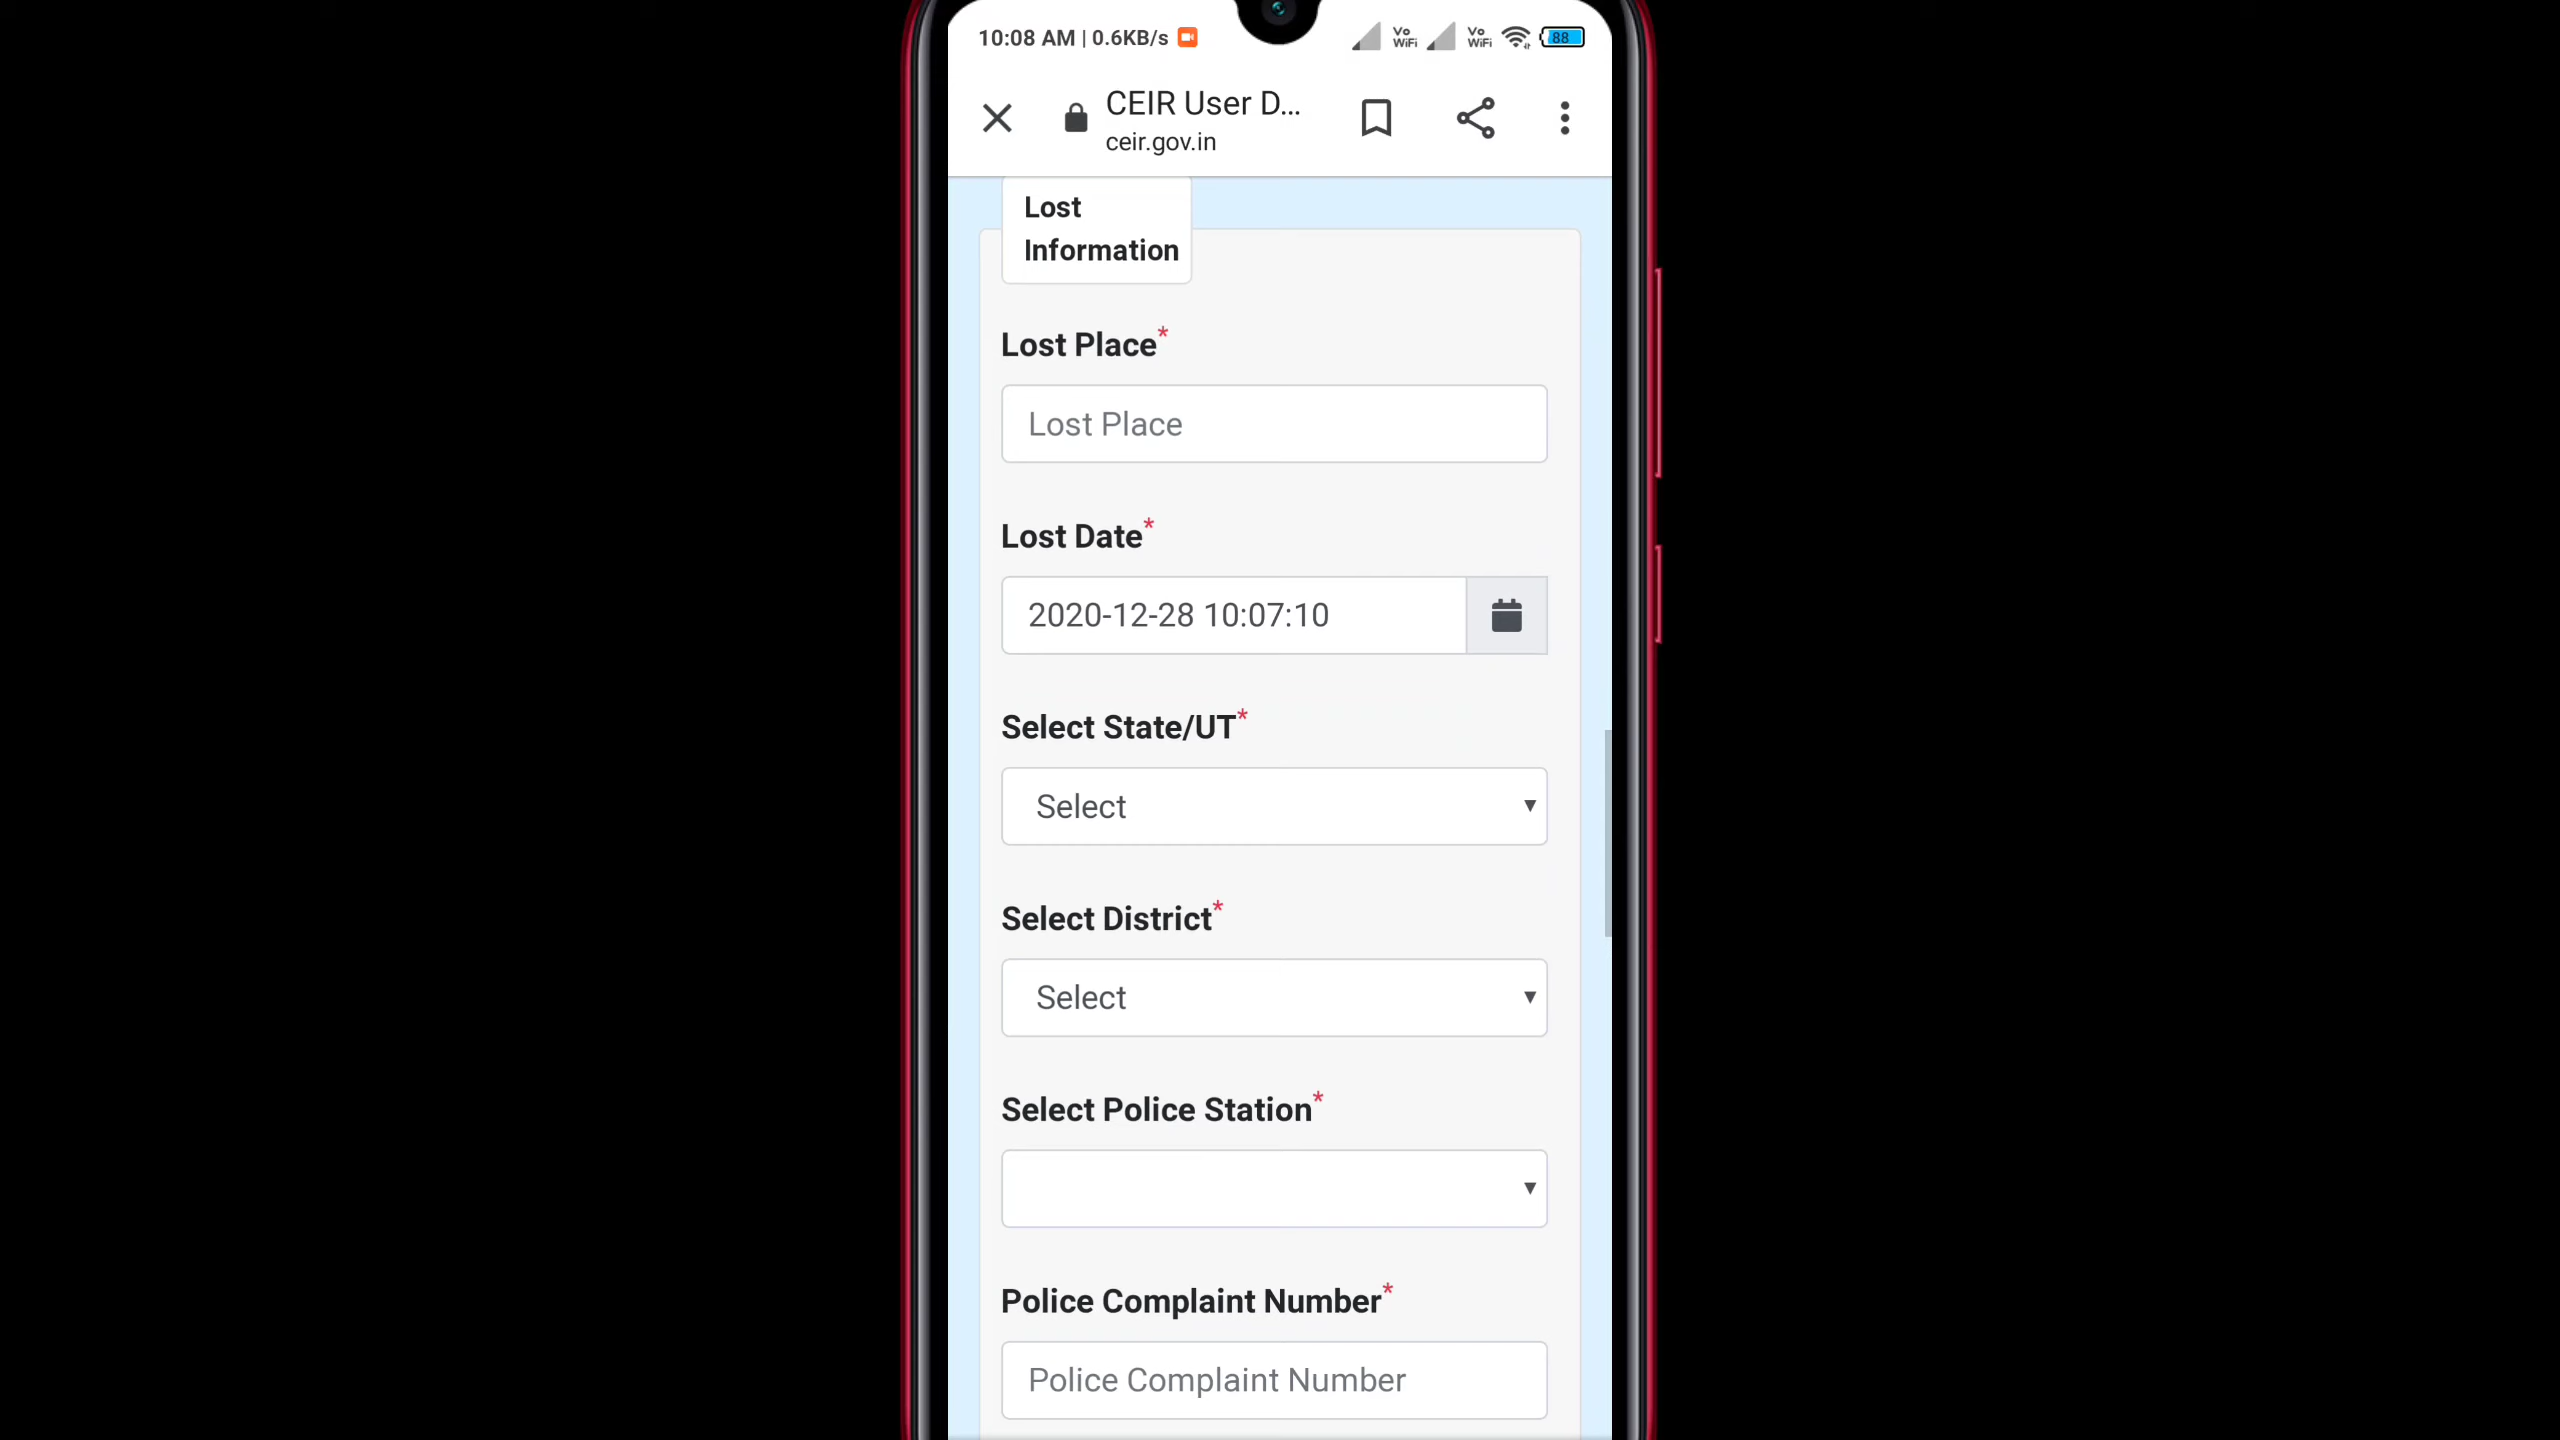 10:08 AM | 0.6KB/s
Vo WiFi
Vo WiFi
88
CEIR User D...
ceir.gov.in
Lost
Information
Lost Place*
Lost Place
Lost Date*
2020-12-28 10:07:10
Select State/UT*
Select
Select District*
Select
Select Police Station*
Police Complaint Number*
Police Complaint Number